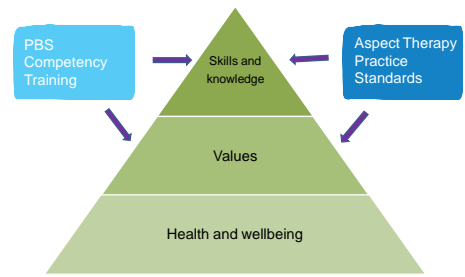 PBS
Competency
Training
Skills and
knowledge
Aspect Therapy
Practice
Standards
Values
Health and wellbeing